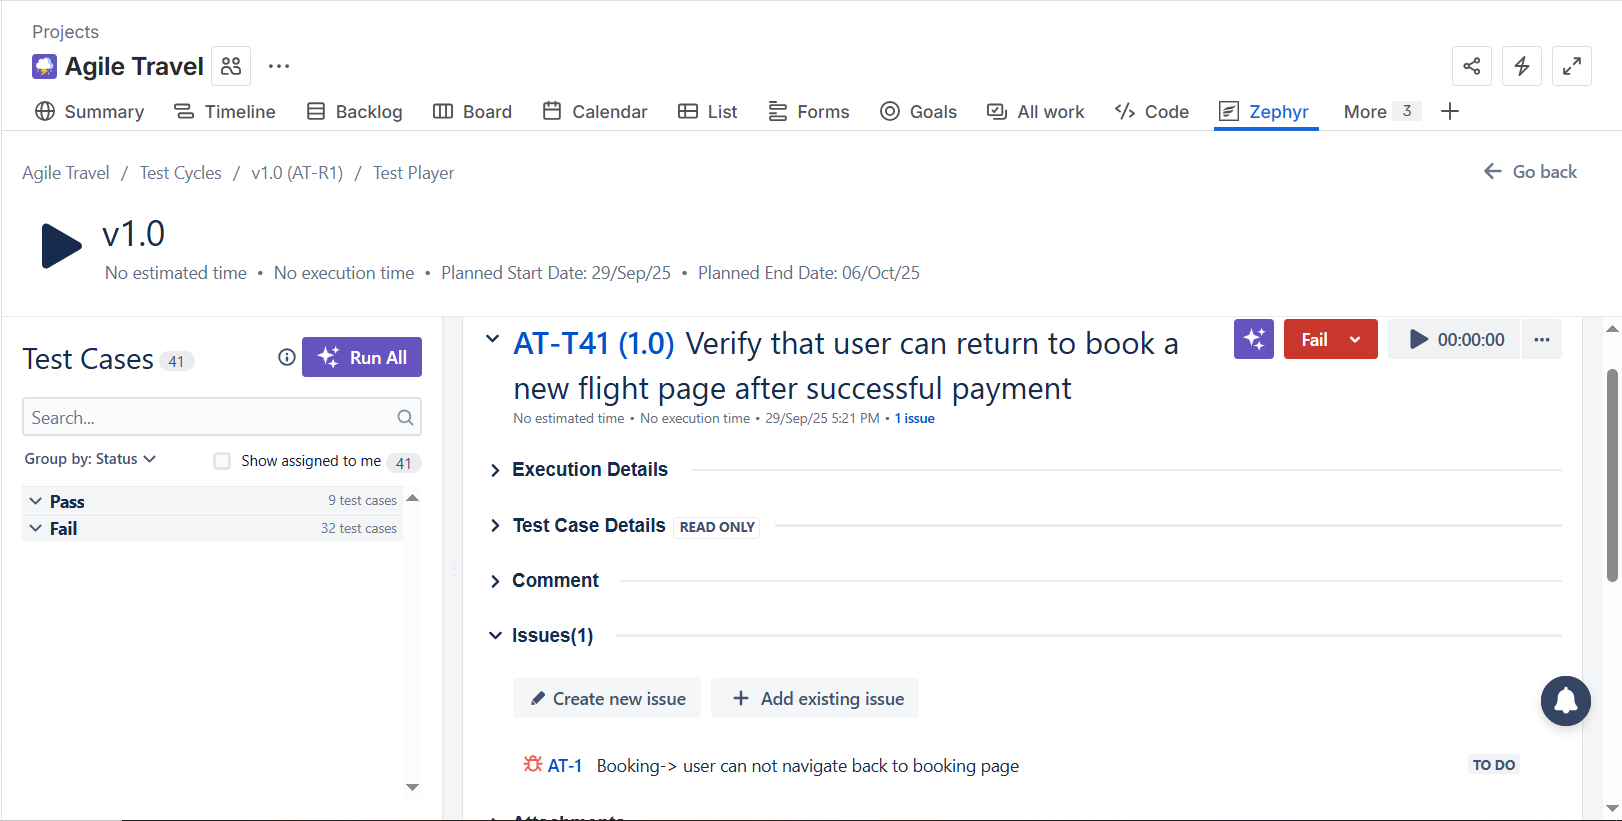 Projects
Agile Travel
Summary Timeline Backlog Board Calendar List Forms Goals All work Code Zephyr More 3
Agile Travel / Test Cycles / v1.0 (AT-R1) / Test Player
Go back
v1.0
No estimated time • No execution time • Planned Start Date: 29/Sep/25 • Planned End Date: 06/Oct/25
Test Cases 41
Run All
Search...
Group by: Status
Show assigned to me 41
Pass 9 test cases
Fail 32 test cases
AT-T41 (1.0) Verify that user can return to book a
new flight page after successful payment
Fail
00:00:00
No estimated time • No execution time • 29/Sep/25 5:21 PM • 1 issue
Execution Details
Test Case Details READ ONLY
Comment
Issues(1)
Create new issue
Add existing issue
AT-1 Booking-> user can not navigate back to booking page TO DO
Attachments